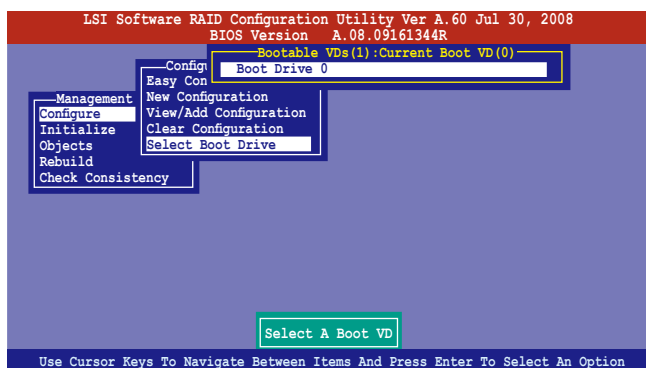 LSI Software RAID Configuration Utility Ver A.60 Jul 30, 2008
BIOS Version A.08.09161344R
Bootable VDs(1):Current Boot VD(0)
Boot Drive 0
Config
Easy Con
New Configuration
View/Add Configuration
Clear Configuration
Select Boot Drive
Management
Configure
Initialize
Objects
Rebuild
Check Consistency
Select A Boot VD
Use Cursor Keys To Navigate Between Items And Press Enter To Select An Option